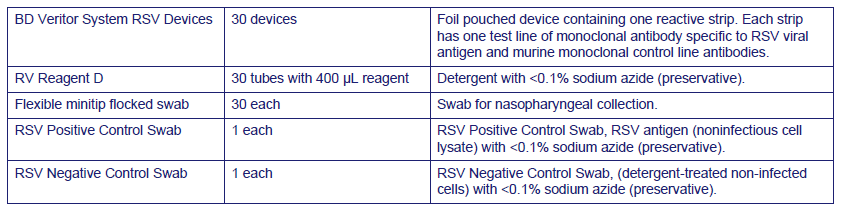 BD Veritor System RSV Devices
30 devices
Foil pouched device containing one reactive strip. Each strip
has one test line of monoclonal antibody specific to RSV viral
antigen and murine monoclonal control line antibodies.
RV Reagent D
30 tubes with 400 µL reagent
Detergent with <0.1% sodium azide (preservative).
Flexible minitip flocked swab
30 each
Swab for nasopharyngeal collection.
RSV Positive Control Swab
1 each
RSV Positive Control Swab, RSV antigen (noninfectious cell
lysate) with <0.1% sodium azide (preservative).
RSV Negative Control Swab
1 each
RSV Negative Control Swab, (detergent-treated non-infected
cells) with <0.1% sodium azide (preservative).